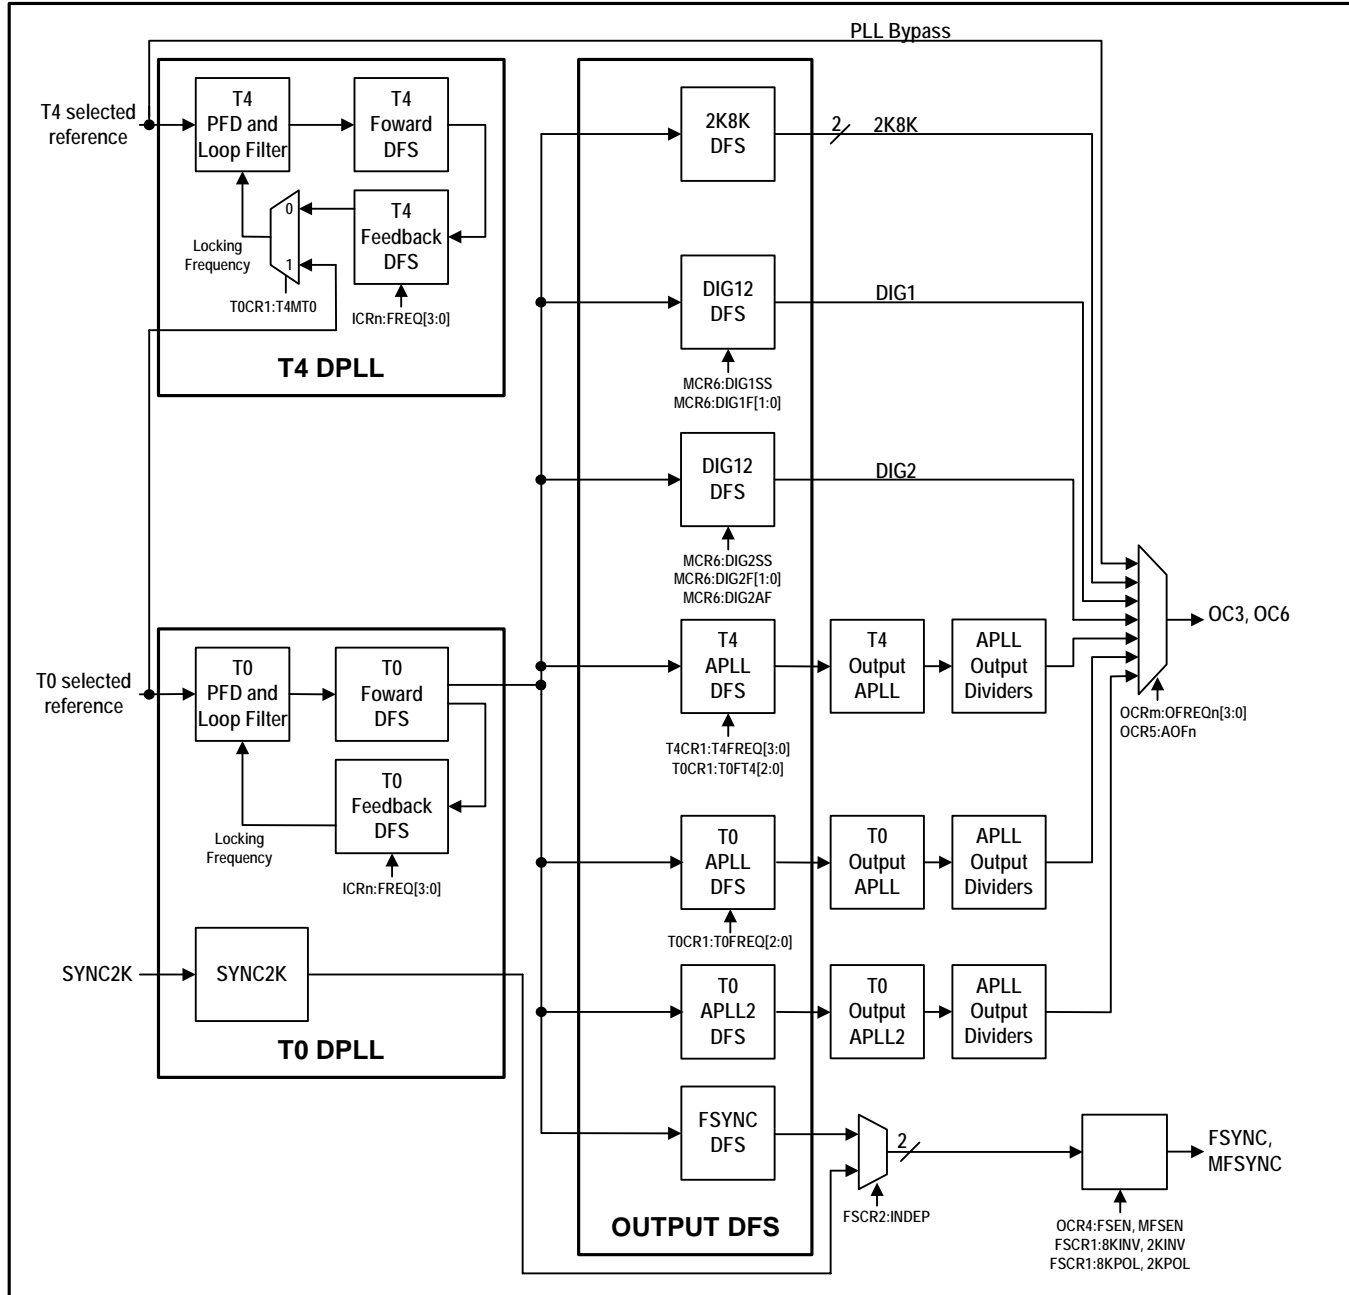 PLL Bypass
T4 selected
reference
T4
PFD and
Loop Filter
T4
Foward
DFS
0
1
T4
Feedback
DFS
Locking
Frequency
T0CR1:T4MT0
ICRn:FREQ[3:0]
T4 DPLL
2K8K
DFS
2
2K8K
DIG12
DFS
DIG1
MCR6:DIG1SS
MCR6:DIG1F[1:0]
DIG12
DFS
DIG2
MCR6:DIG2SS
MCR6:DIG2F[1:0]
MCR6:DIG2AF
T0 selected
reference
T0
PFD and
Loop Filter
T0
Foward
DFS
T0
Feedback
DFS
Locking
Frequency
ICRn:FREQ[3:0]
SYNC2K
SYNC2K
T0 DPLL
T4
APLL
DFS
T4
Output
APLL
APLL
Output
Dividers
T4CR1:T4FREQ[3:0]
T0CR1:T0FT4[2:0]
OC3, OC6
OCRm:OFREQn[3:0]
OCR5:AOFn
T0
APLL
DFS
T0
Output
APLL
APLL
Output
Dividers
T0CR1:T0FREQ[2:0]
T0
APLL2
DFS
T0
Output
APLL2
APLL
Output
Dividers
FSYNC
DFS
2
FSCR2:INDEP
FSYNC,
MFSYNC
OCR4:FSEN, MFSEN
FSCR1:8KINV, 2KINV
FSCR1:8KPOL, 2KPOL
OUTPUT DFS